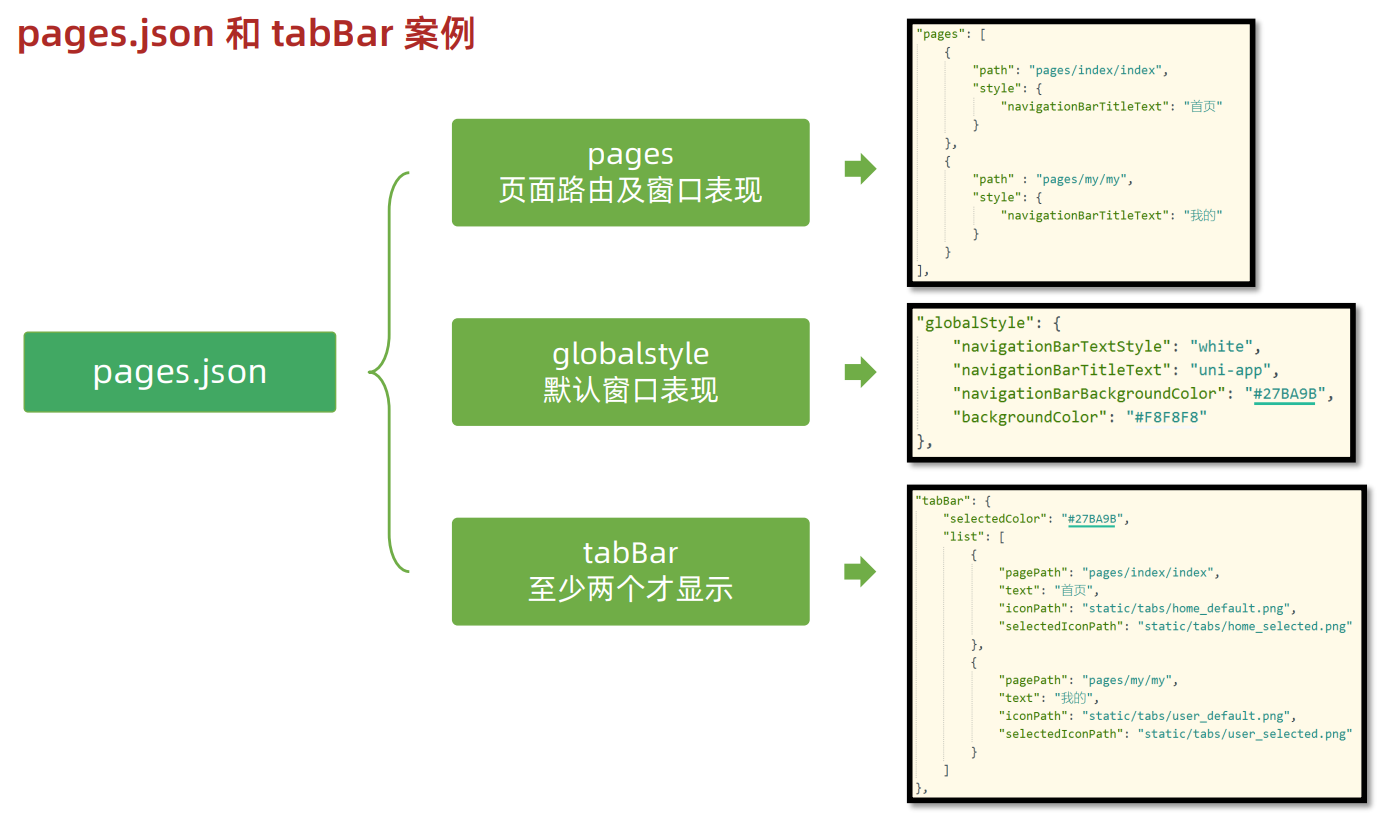 pages.json 和 tabBar 案例
pages.json
pages
页面路由及窗口表现
globalstyle
默认窗口表现
tabBar
至少两个才显示
"pages": [
{
"path": "pages/index/index",
"style": {
"navigationBarTitleText": "首页"
}
},
{
"path" : "pages/my/my",
"style": {
"navigationBarTitleText": "我的"
}
}
],
"globalStyle": {
"navigationBarTextStyle": "white",
"navigationBarTitleText": "uni-app",
"navigationBarBackgroundColor": "#27BA9B",
"backgroundColor": "#F8F8F8"
},
"tabBar": {
"selectedColor": "#27BA9B",
"list": [
{
"pagePath": "pages/index/index",
"text": "首页",
"iconPath": "static/tabs/home_default.png",
"selectedIconPath": "static/tabs/home_selected.png"
},
{
"pagePath": "pages/my/my",
"text": "我的",
"iconPath": "static/tabs/user_default.png",
"selectedIconPath": "static/tabs/user_selected.png"
}
]
},